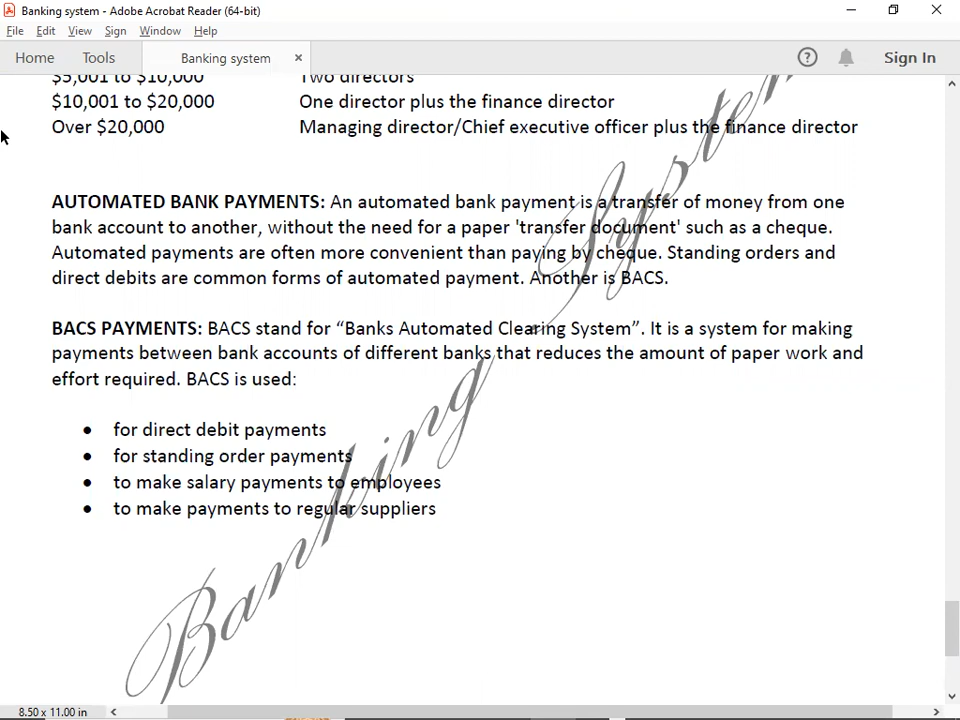 Banking system - Adobe Acrobat Reader (64-bit)
File Edit View Sign Window Help
Home Tools Banking system × ? Sign In
$5,001 to $10,000 Two directors
$10,001 to $20,000 One director plus the finance director
Over $20,000 Managing director/Chief executive officer plus the finance director
AUTOMATED BANK PAYMENTS: An automated bank payment is a transfer of money from one
bank account to another, without the need for a paper 'transfer document' such as a cheque.
Automated payments are often more convenient than paying by cheque. Standing orders and
direct debits are common forms of automated payment. Another is BACS.
BACS PAYMENTS: BACS stand for “Banks Automated Clearing System”. It is a system for making
payments between bank accounts of different banks that reduces the amount of paper work and
effort required. BACS is used:
• for direct debit payments
• for standing order payments
• to make salary payments to employees
• to make payments to regular suppliers
Banking System
8.50 x 11.00 in